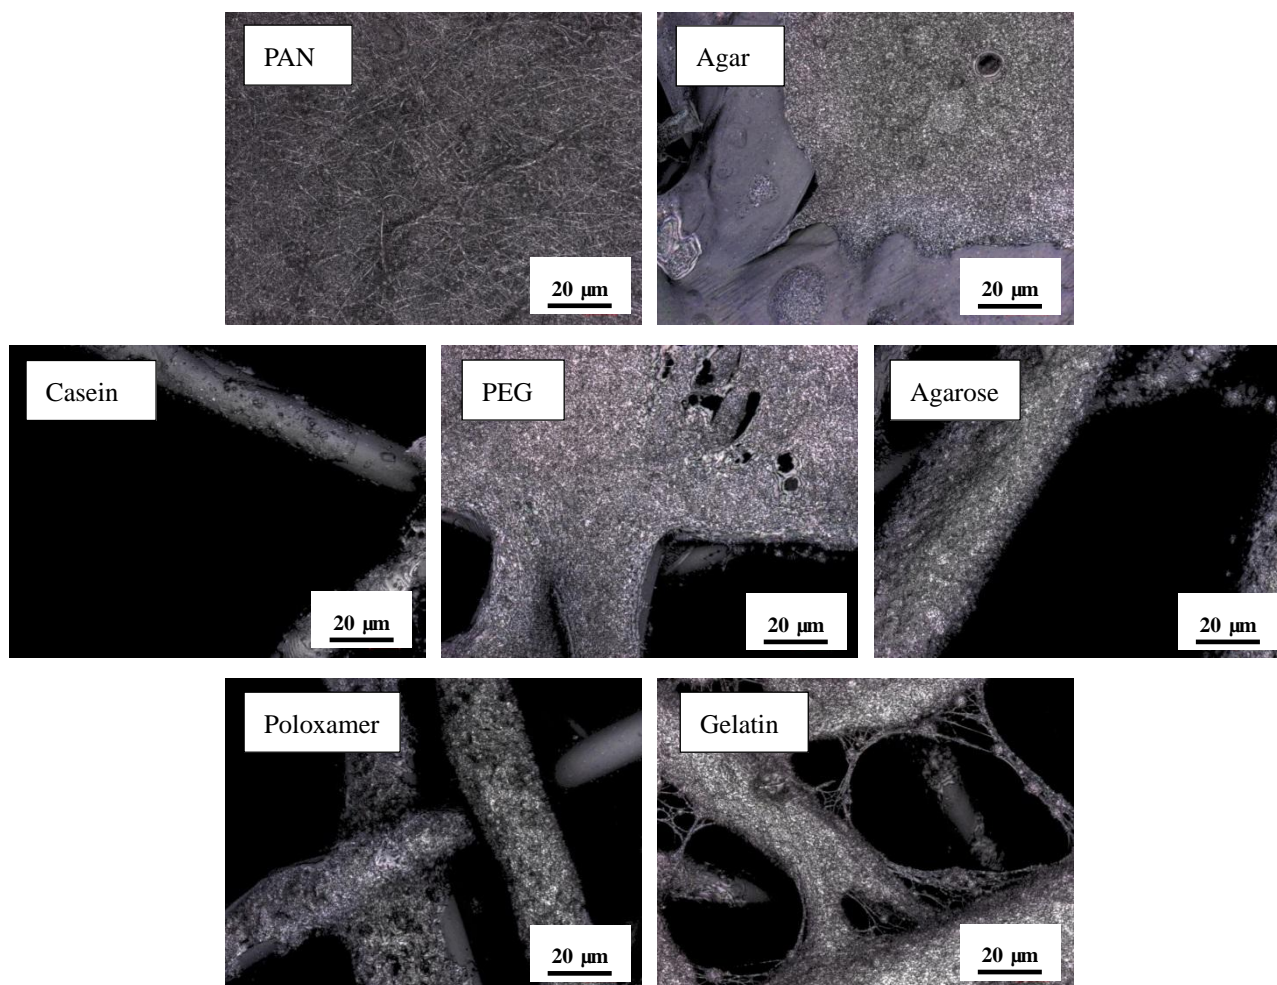 PAN
20 µm
Agar
20 µm
Casein
20 µm
PEG
20 µm
Agarose
20 µm
Poloxamer
20 µm
Gelatin
20 µm